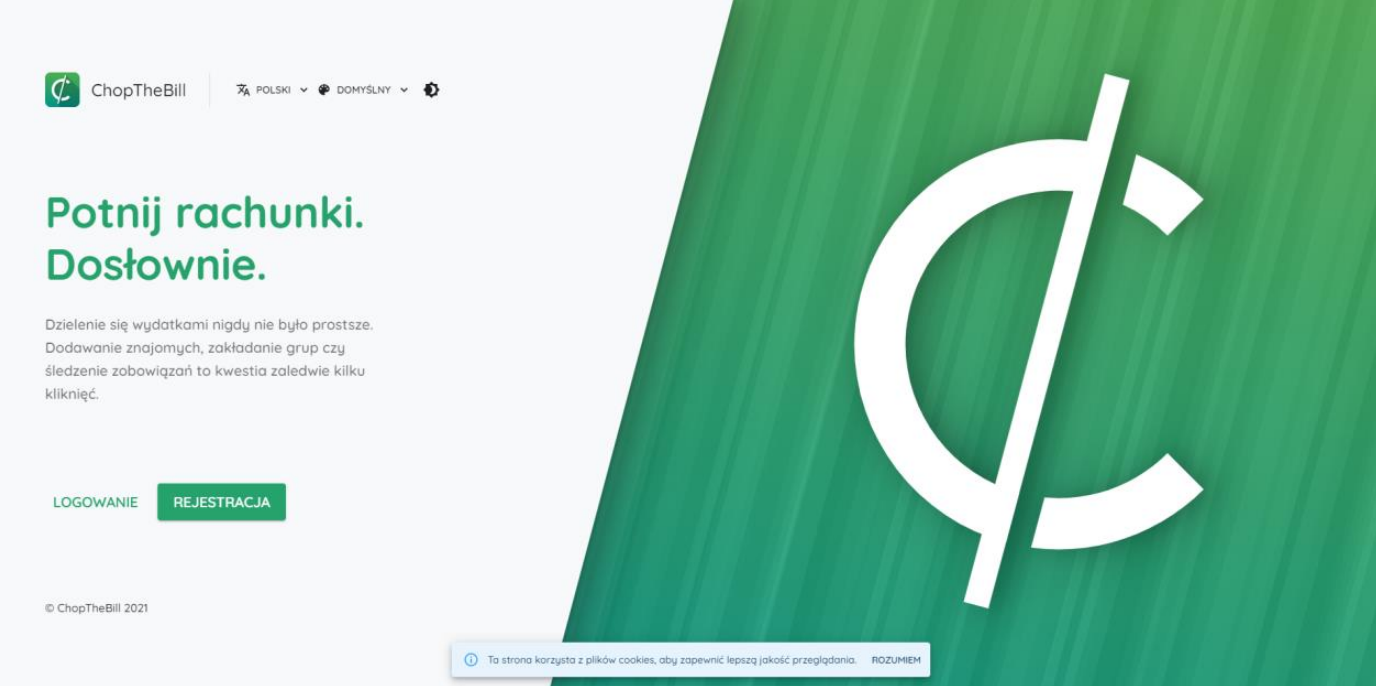 ChopTheBill
POLSKI
DOMYŚLNY
Potnij rachunki.
Dosłownie.
Dzielenie się wydatkami nigdy nie było prostsze.
Dodawanie znajomych, zakładanie grup czy
śledzenie zobowiązań to kwestia zaledwie kilku
kliknięć.
LOGOWANIE
REJESTRACJA
© ChopTheBill 2021
Ta strona korzysta z plików cookies, aby zapewnić lepszą jakość przeglądania.
ROZUMIEM